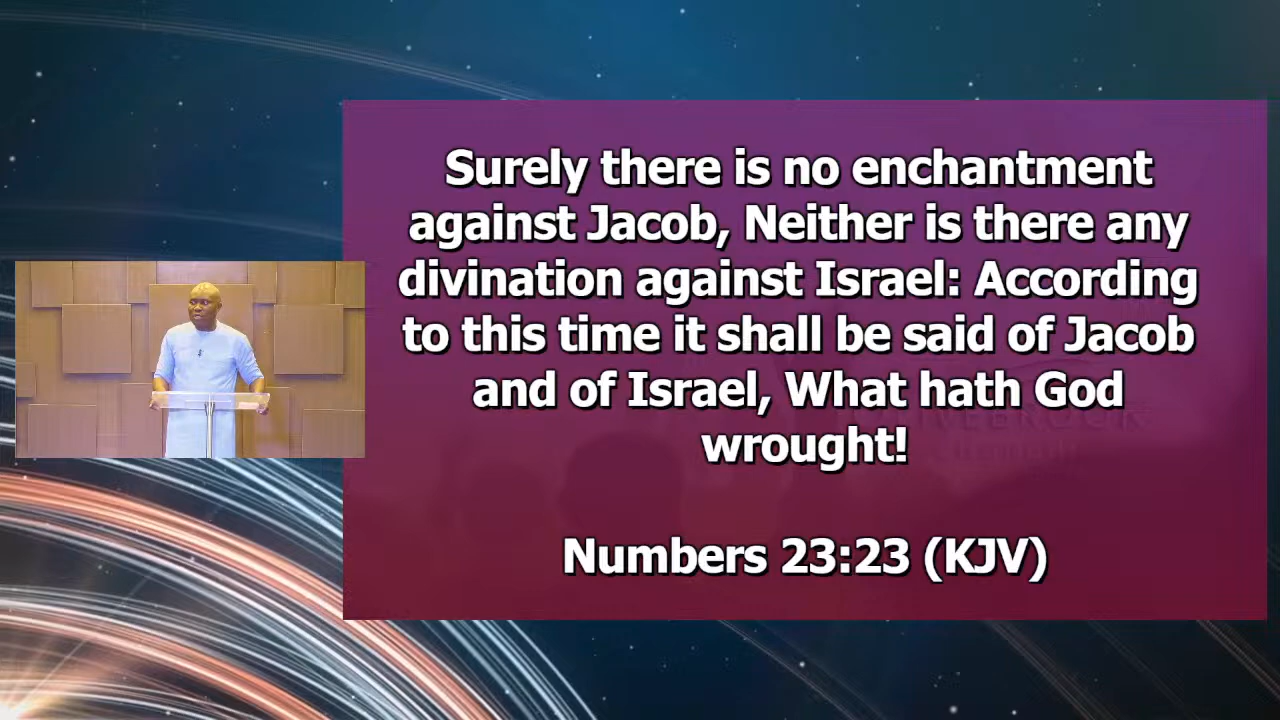 Surely there is no enchantment
against Jacob, Neither is there any
divination against Israel: According
to this time it shall be said of Jacob
and of Israel, What hath God
wrought!
Numbers 23:23 (KJV)